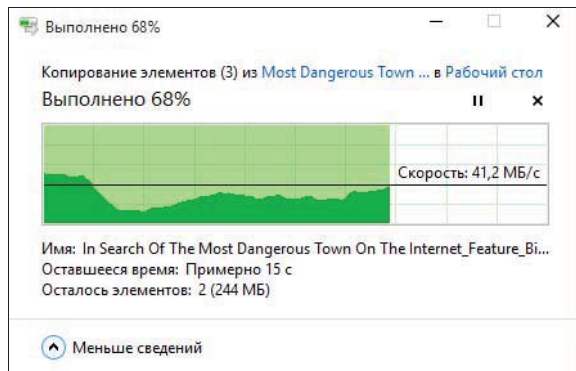 Выполнено 68%
Копирование элементов (3) из Most Dangerous Town ... в Рабочий стол
Выполнено 68%
Скорость: 41,2 МБ/с
Имя: In Search Of The Most Dangerous Town On The Internet_Feature_Bi...
Оставшееся время: Примерно 15 с
Осталось элементов: 2 (244 МБ)
Меньше сведений